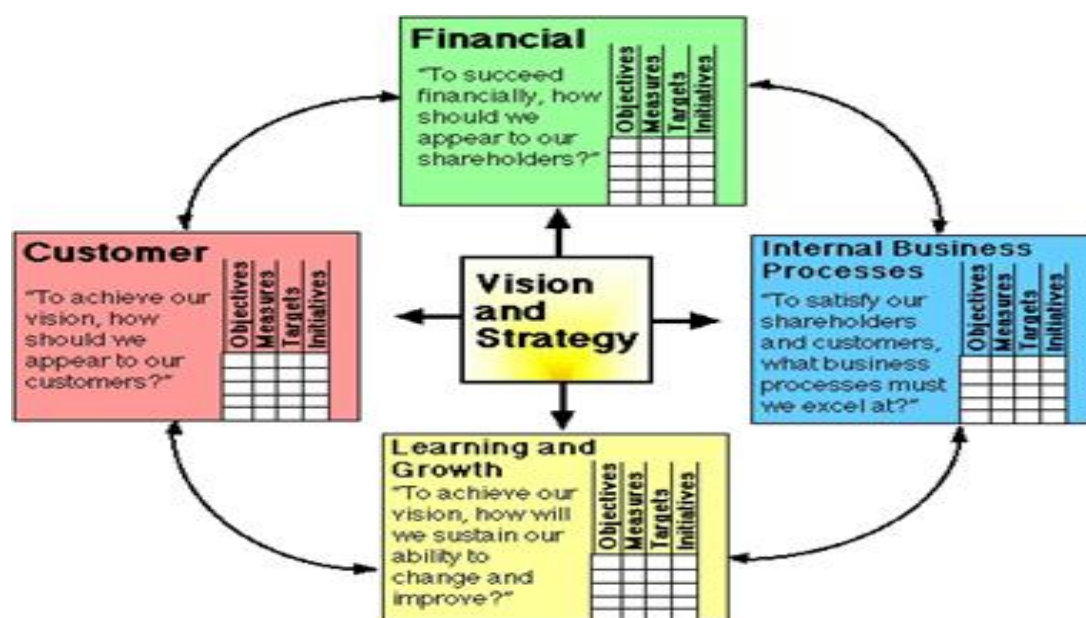 Financial
"To succeed
financially, how
should we
appear to our
shareholders?"
Objectives
Measures
Targets
Initiatives
Customer
"To achieve our
vision, how
should we
appear to our
customers?"
Objectives
Measures
Targets
Initiatives
Vision
and
Strategy
Internal Business
Processes
"To satisfy our
shareholders
and customers,
what business
processes must
we excel at?"
Objectives
Measures
Targets
Initiatives
Learning and
Growth
"To achieve our
vision, how will
we sustain our
ability to
change and
improve?"
Objectives
Measures
Targets
Initiatives